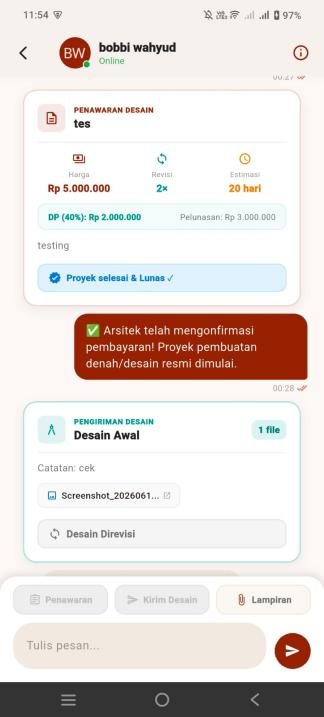 11:54
97%
BW
bobbi wahyud
Online
00:27
PENAWARAN DESAIN
tes
Harga
Revisi
Estimasi
Rp 5.000.000
2×
20 hari
DP (40%): Rp 2.000.000
Pelunasan: Rp 3.000.000
testing
Proyek selesai & Lunas ✓
✅ Arsitek telah mengonfirmasi
pembayaran! Proyek pembuatan
denah/desain resmi dimulai.
00:28
PENGIRIMAN DESAIN
Desain Awal
1 file
Catatan: cek
Screenshot_2026061...
Desain Direvisi
Penawaran
Kirim Desain
Lampiran
Tulis pesan...